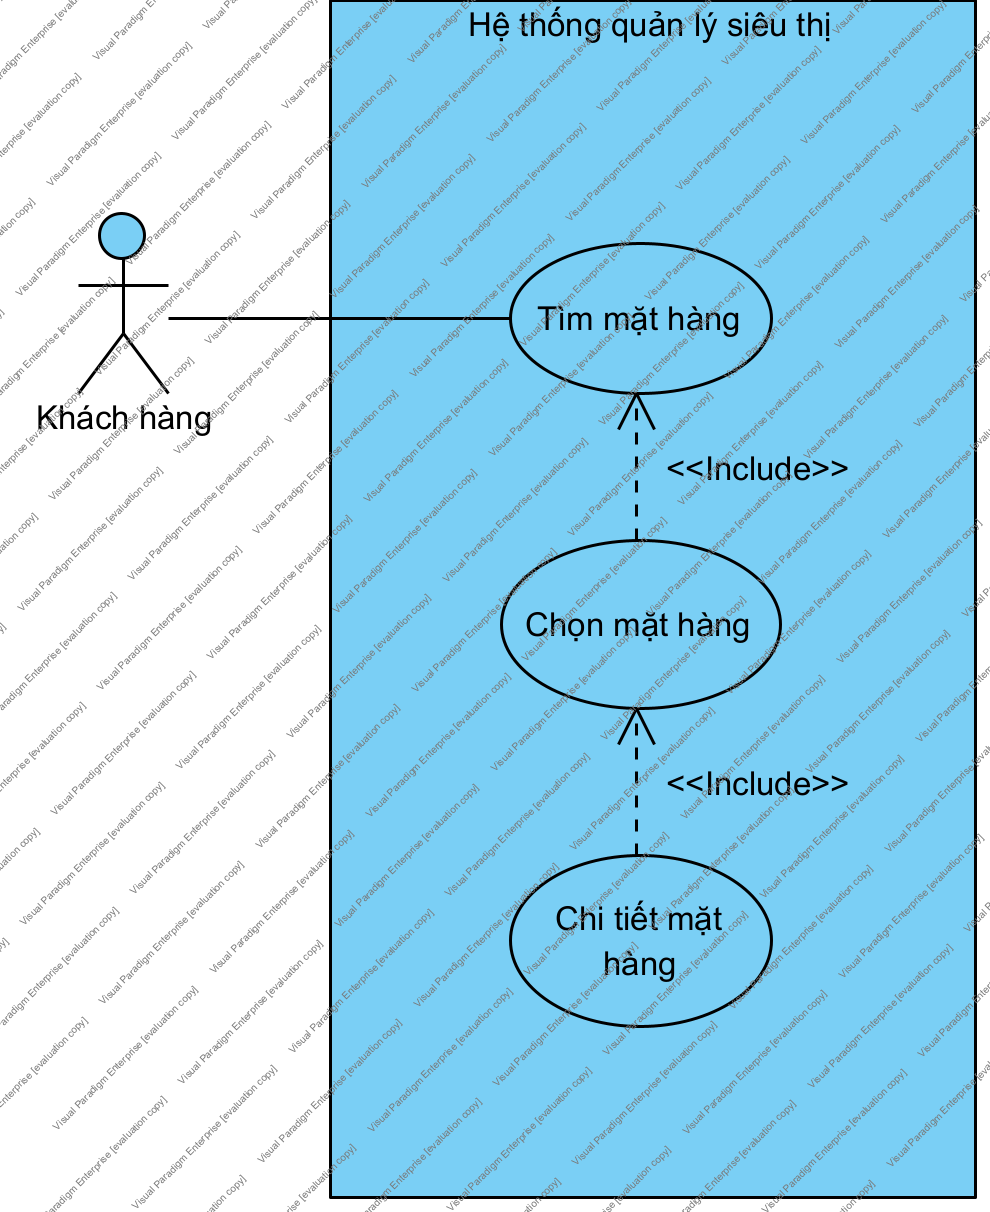 Hệ thống quản lý siêu thị
Tìm mặt hàng
Khách hàng
<<Include>>
Chọn mặt hàng
<<Include>>
Chi tiết mặt
hàng
Visual Paradigm Enterprise [evaluation copy]